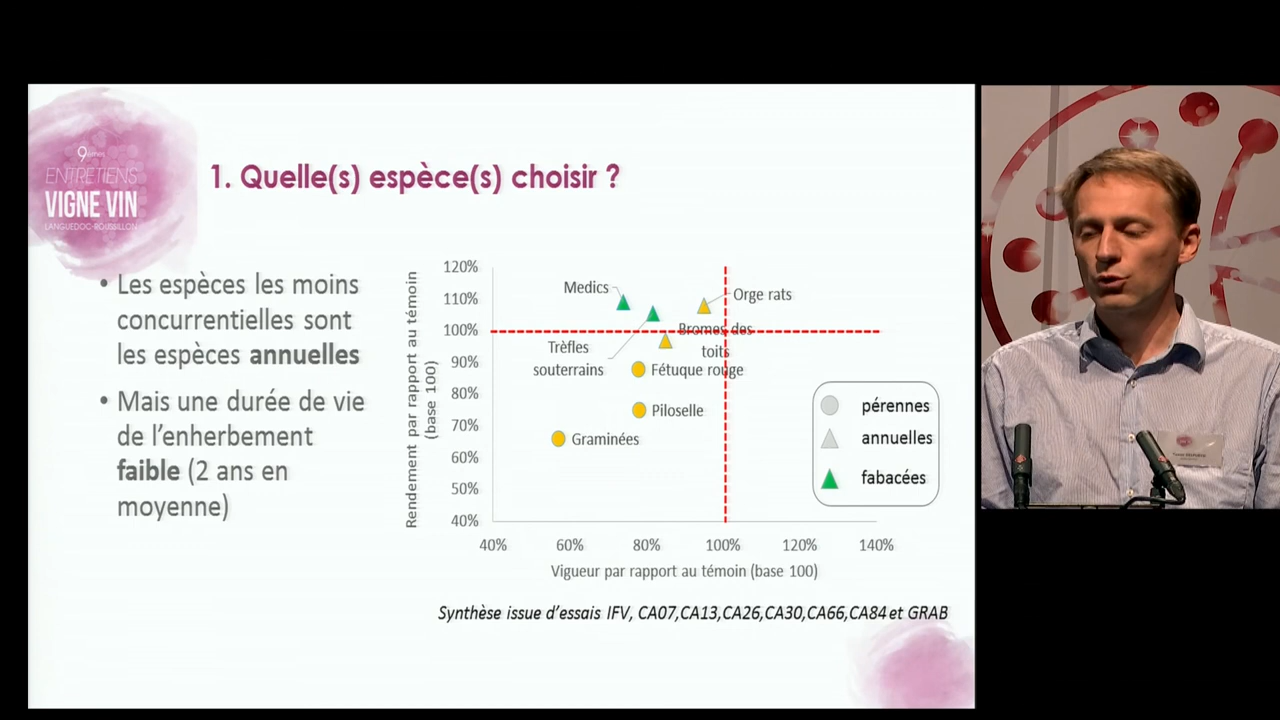 9èmes
ENTRETIENS
VIGNE VIN
LANGUEDOC-ROUSSILLON
1. Quelle(s) espèce(s) choisir ?
• Les espèces les moins
concurrentielles sont
les espèces annuelles
• Mais une durée de vie
de l'enherbement
faible (2 ans en
moyenne)
Rendement par rapport au témoin
(base 100)
120%
110%
100%
90%
80%
70%
60%
50%
40%
Medics
Orge rats
Bromes des
toits
Trèfles
souterrains
Fétuque rouge
Piloselle
Graminées
pérennes
annuelles
fabacées
40%
60%
80%
100%
120%
140%
Vigueur par rapport au témoin (base 100)
Synthèse issue d'essais IFV, CA07,CA13,CA26,CA30,CA66,CA84 et GRAB